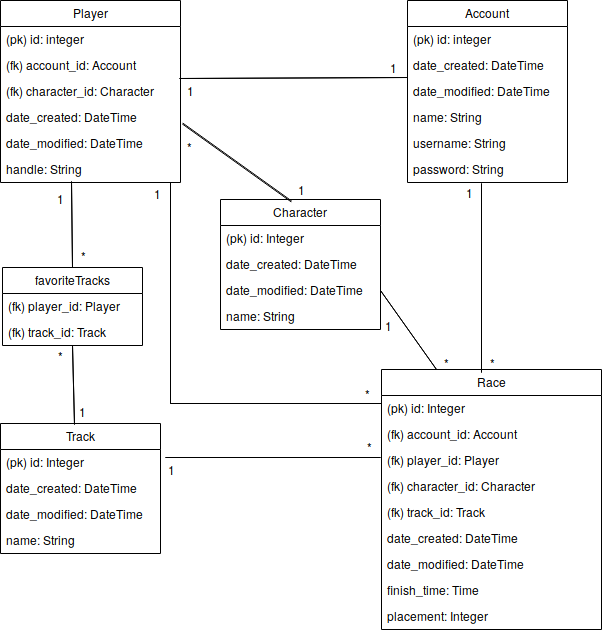 Player
(pk) id: integer
(fk) account_id: Account
(fk) character_id: Character
date_created: DateTime
date_modified: DateTime
handle: String
Account
(pk) id: integer
date_created: DateTime
date_modified: DateTime
name: String
username: String
password: String
1
1
*
1
1
1
1
*
Character
(pk) id: Integer
date_created: DateTime
date_modified: DateTime
name: String
favoriteTracks
(fk) player_id: Player
(fk) track_id: Track
1
*
*
*
*
1
Track
(pk) id: Integer
date_created: DateTime
date_modified: DateTime
name: String
1
*
Race
(pk) id: Integer
(fk) account_id: Account
(fk) player_id: Player
(fk) character_id: Character
(fk) track_id: Track
date_created: DateTime
date_modified: DateTime
finish_time: Time
placement: Integer